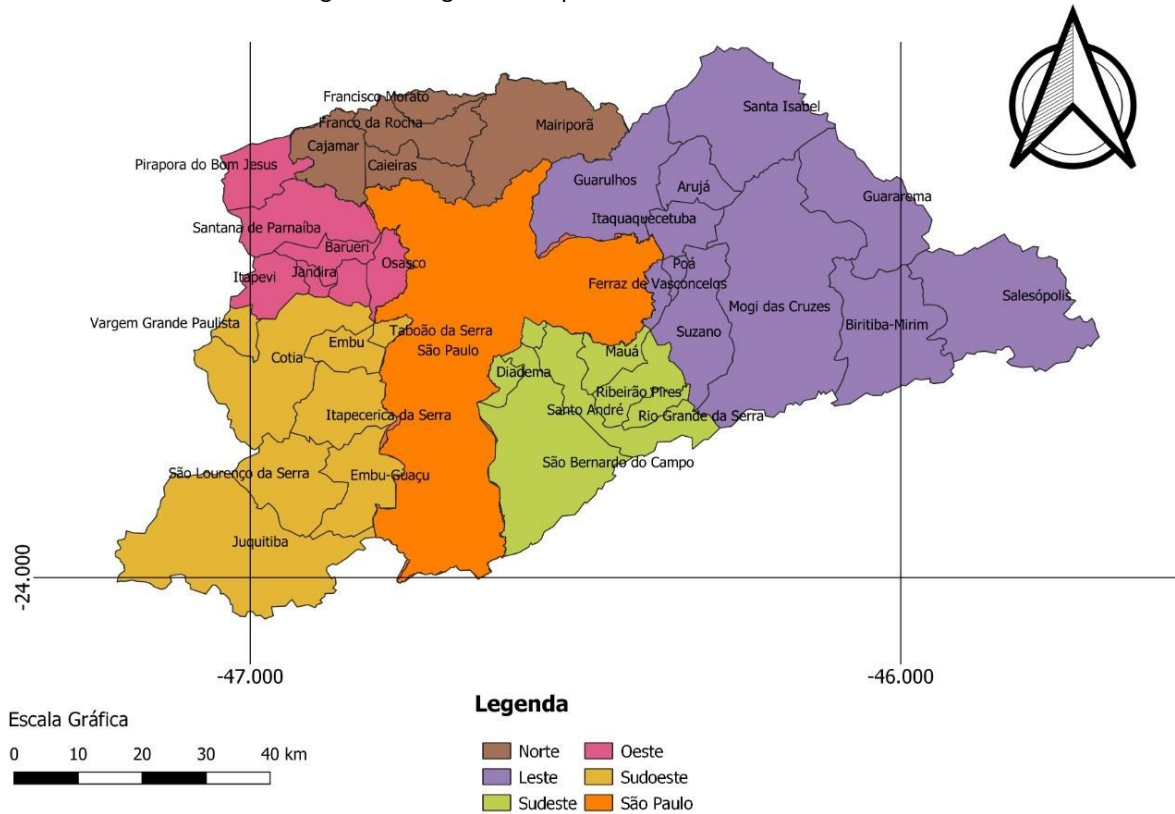 Francisco Morato
Santa Isabel
Franco da Rocha
Mairiporã
Cajamar
Pirapora do Bom Jesus
Caieiras
Guarulhos
Arujá
Guararema
Itaquaquecetuba
Santana de Parnaíba
Barueri
Osasco
Poá
Itapevi
Jandira
Ferraz de Vasconcelos
Salesópolis
Mogi das Cruzes
Vargem Grande Paulista
Taboão da Serra
Suzano
Biritiba-Mirim
Embu
São Paulo
Mauá
Cotia
Diadema
Ribeirão Pires
Santo André
Itapecerica da Serra
Rio Grande da Serra
São Bernardo do Campo
São Lourenço da Serra
Embu-Guaçu
Juquitiba
-24.000
-47.000
-46.000
Legenda
Escala Gráfica
0 10 20 30 40 km
Norte
Oeste
Leste
Sudoeste
Sudeste
São Paulo